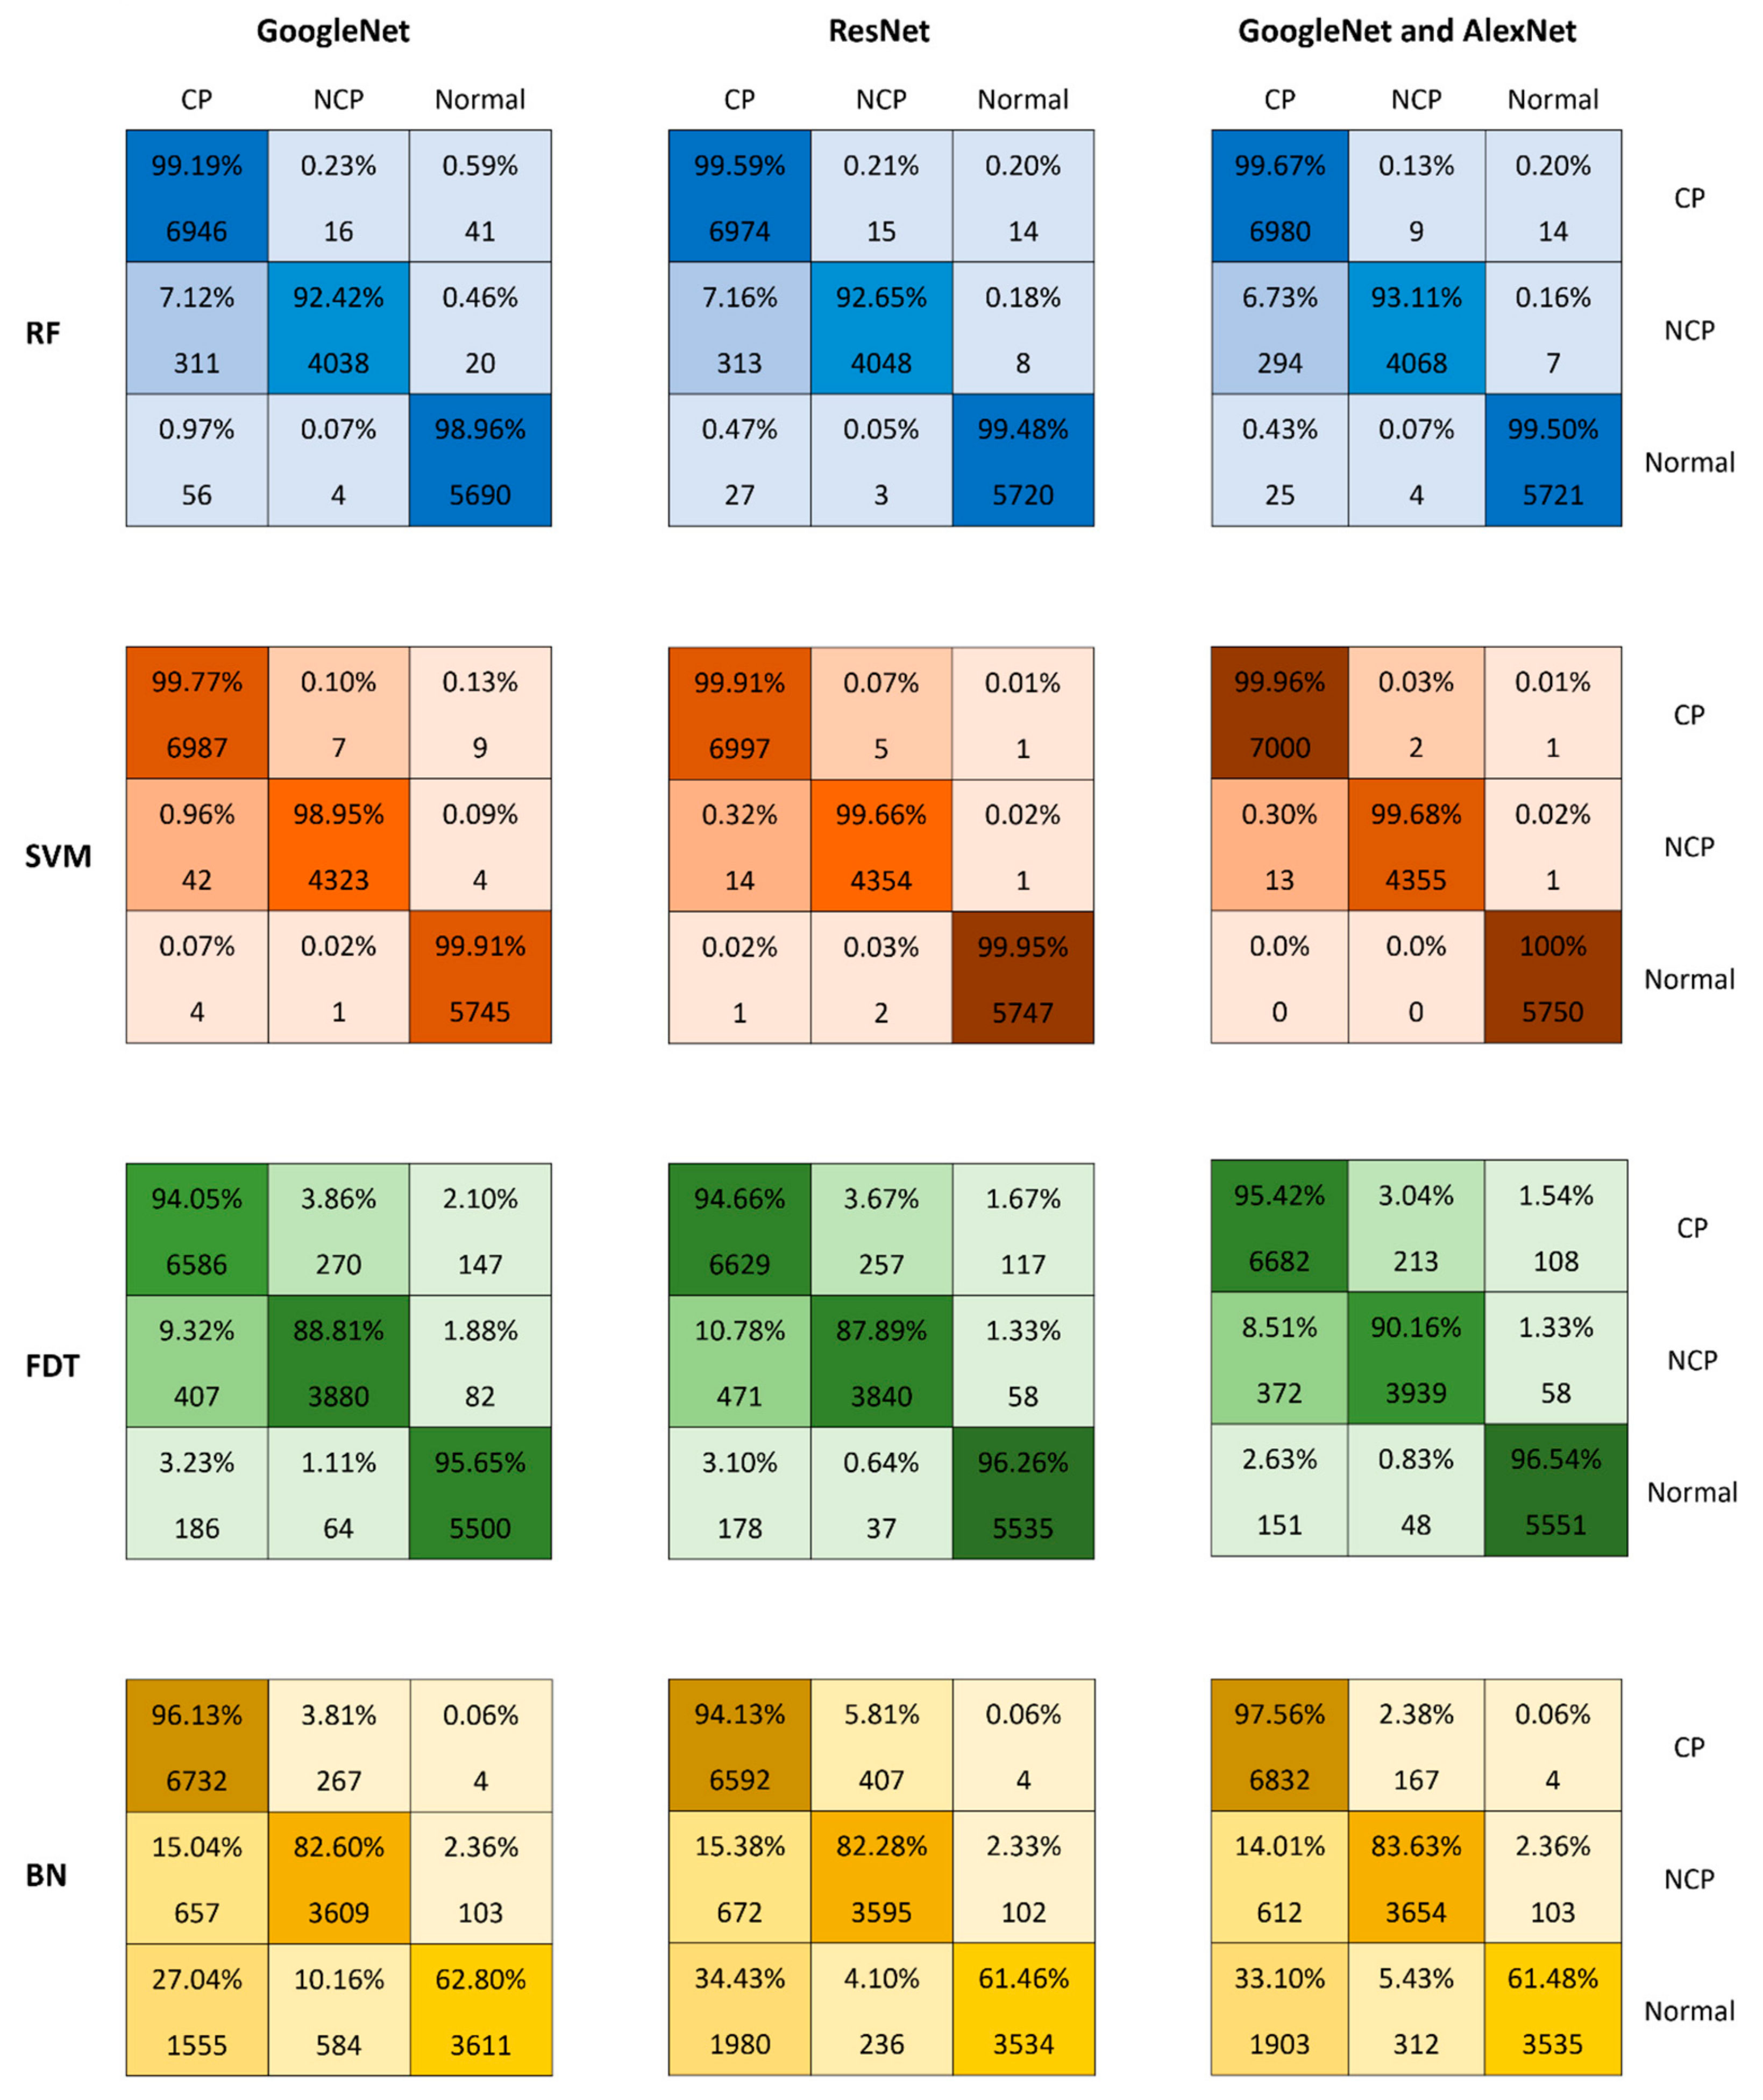 GoogleNet ResNet GoogleNet and AlexNet
CP NCP Normal CP NCP Normal CP NCP Normal
99.19% 0.23% 0.59% 99.59% 0.21% 0.20% 99.67% 0.13% 0.20%
CP
6946 16 41 6974 15 14 6980 9 14
7.12% 92.42% 0.46% 7.16% 92.65% 0.18% 6.73% 93.11% 0.16%
RF NCP
311 4038 20 313 4048 8 294 4068 7
0.97% 0.07% 98.96% 0.47% 0.05% 99.48% 0.43% 0.07% 99.50%
Normal
56 4 5690 27 3 5720 25 4 5721
99.77% 0.10% 0.13% 99.91% 0.07% 0.01% 99.96% 0.03% 0.01%
CP
6987 7 9 6997 5 1 7000 2 1
0.96% 98.95% 0.09% 0.32% 99.66% 0.02% 0.30% 99.68% 0.02%
SVM NCP
42 4323 4 14 4354 1 13 4355 1
0.07% 0.02% 99.91% 0.02% 0.03% 99.95% 0.0% 0.0% 100%
Normal
4 1 5745 1 2 5747 0 0 5750
94.05% 3.86% 2.10% 94.66% 3.67% 1.67% 95.42% 3.04% 1.54%
CP
6586 270 147 6629 257 117 6682 213 108
9.32% 88.81% 1.88% 10.78% 87.89% 1.33% 8.51% 90.16% 1.33%
FDT NCP
407 3880 82 471 3840 58 372 3939 58
3.23% 1.11% 95.65% 3.10% 0.64% 96.26% 2.63% 0.83% 96.54%
Normal
186 64 5500 178 37 5535 151 48 5551
96.13% 3.81% 0.06% 94.13% 5.81% 0.06% 97.56% 2.38% 0.06%
CP
6732 267 4 6592 407 4 6832 167 4
15.04% 82.60% 2.36% 15.38% 82.28% 2.33% 14.01% 83.63% 2.36%
BN NCP
657 3609 103 672 3595 102 612 3654 103
27.04% 10.16% 62.80% 34.43% 4.10% 61.46% 33.10% 5.43% 61.48%
Normal
1555 584 3611 1980 236 3534 1903 312 3535